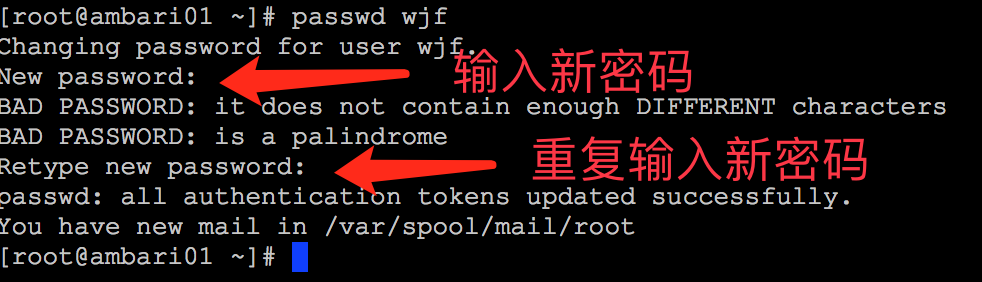 [root@ambari01 ~]# passwd wjf
Changing password for user wjf.
New password:
输入新密码
BAD PASSWORD: it does not contain enough DIFFERENT characters
BAD PASSWORD: is a palindrome
Retype new password:
重复输入新密码
passwd: all authentication tokens updated successfully.
You have new mail in /var/spool/mail/root
[root@ambari01 ~]#